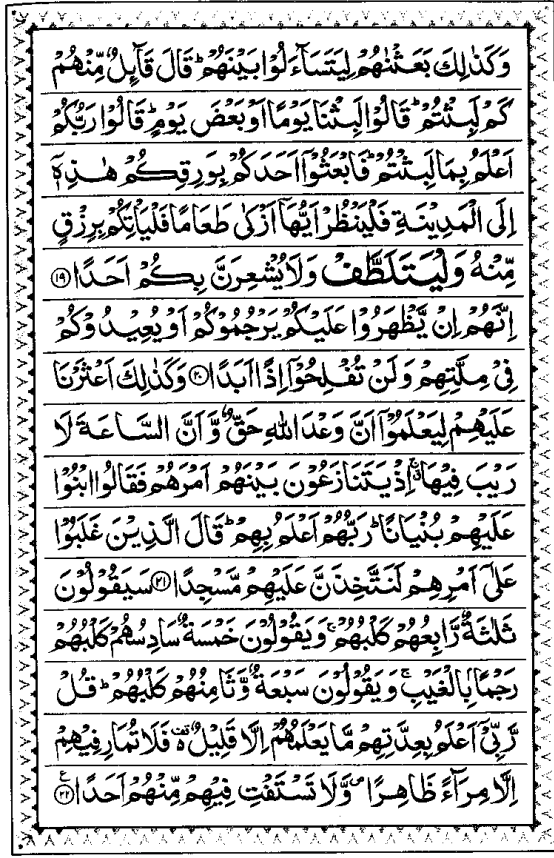 وَكَذٰلِكَ بَعَثْنٰهُمْ لِيَتَسَآءَلُوْا بَيْنَهُمْ ؕ قَالَ قَآئِلٌ مِّنْهُمْ
كَمْ لَبِثْتُمْ ؕ قَالُوْا لَبِثْنَا يَوْمًا اَوْ بَعْضَ يَوْمٍ ؕ قَالُوْا رَبُّكُمْ
اَعْلَمُ بِمَا لَبِثْتُمْ ؕ فَابْعَثُوْۤا اَحَدَكُمْ بِوَرِقِكُمْ هٰذِهٖۤ
اِلَى الْمَدِيْنَةِ فَلْيَنْظُرْ اَيُّهَاۤ اَزْكٰى طَعَامًا فَلْيَاْتِكُمْ بِرِزْقٍ
مِّنْهُ وَلْيَتَلَطَّفْ وَلَا يُشْعِرَنَّ بِكُمْ اَحَدًا ۝۱۹
اِنَّهُمْ اِنْ يَّظْهَرُوْا عَلَيْكُمْ يَرْجُمُوْكُمْ اَوْ يُعِيْدُوْكُمْ
فِيْ مِلَّتِهِمْ وَلَنْ تُفْلِحُوْۤا اِذًا اَبَدًا ۝۲۰ وَكَذٰلِكَ اَعْثَرْنَا
عَلَيْهِمْ لِيَعْلَمُوْۤا اَنَّ وَعْدَ اللّٰهِ حَقٌّ وَّاَنَّ السَّاعَةَ لَا
رَيْبَ فِيْهَا ۚ اِذْ يَتَنَازَعُوْنَ بَيْنَهُمْ اَمْرَهُمْ فَقَالُوا ابْنُوْا
عَلَيْهِمْ بُنْيَانًا ؕ رَبُّهُمْ اَعْلَمُ بِهِمْ ؕ قَالَ الَّذِيْنَ غَلَبُوْا
عَلٰۤى اَمْرِهِمْ لَنَتَّخِذَنَّ عَلَيْهِمْ مَّسْجِدًا ۝۲۱ سَيَقُوْلُوْنَ
ثَلٰثَةٌ رَّابِعُهُمْ كَلْبُهُمْ ۚ وَيَقُوْلُوْنَ خَمْسَةٌ سَادِسُهُمْ كَلْبُهُمْ
رَجْمًاۢ بِالْغَيْبِ ۚ وَيَقُوْلُوْنَ سَبْعَةٌ وَّثَامِنُهُمْ كَلْبُهُمْ ؕ قُلْ
رَّبِّيْۤ اَعْلَمُ بِعِدَّتِهِمْ مَّا يَعْلَمُهُمْ اِلَّا قَلِيْلٌ ۬ فَلَا تُمَارِ فِيْهِمْ
اِلَّا مِرَآءً ظَاهِرًا ۪ وَّلَا تَسْتَفْتِ فِيْهِمْ مِّنْهُمْ اَحَدًا ۝۲۲ ع